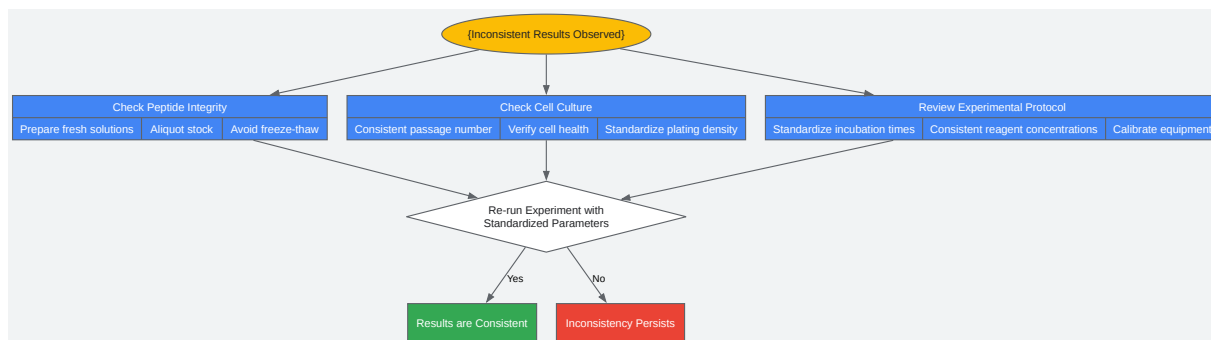 {Inconsistent Results Observed}
Check Peptide Integrity
Prepare fresh solutions
Aliquot stock
Avoid freeze-thaw
Check Cell Culture
Consistent passage number
Verify cell health
Standardize plating density
Review Experimental Protocol
Standardize incubation times
Consistent reagent concentrations
Calibrate equipment
Re-run Experiment with
Standardized Parameters
Yes
No
Results are Consistent
Inconsistency Persists